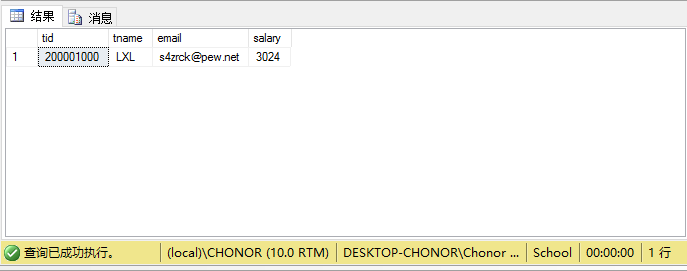 结果 消息
tid tname email salary
1 200001000 LXL s4zrck@pew.net 3024
查询已成功执行。 (local)\CHONOR (10.0 RTM) DESKTOP-CHONOR\Chonor ... School 00:00:00 1 行